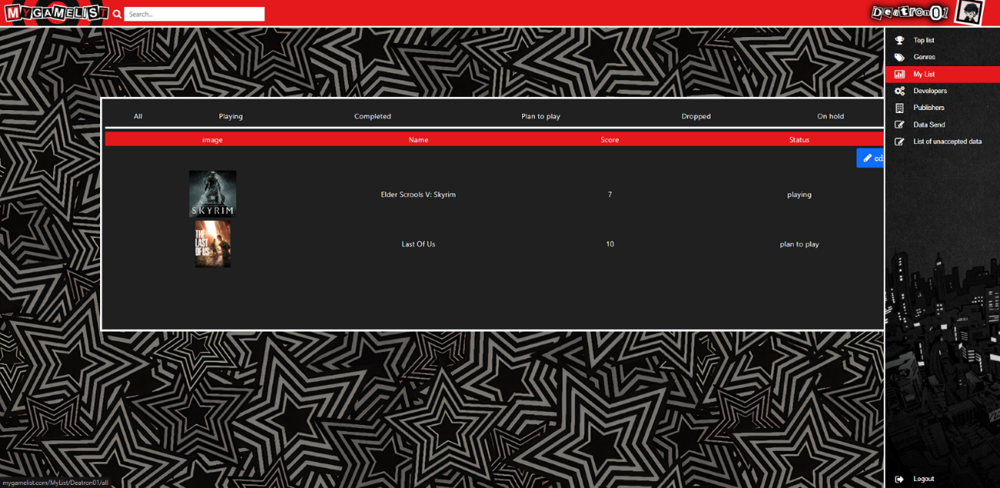 MYGAMELIST
Search...
Deatron01
Top list
Genres
My List
Developers
Publishers
Data Send
List of unaccepted data
All Playing Completed Plan to play Dropped On hold
image Name Score Status
ed
SKYRIM
Elder Scrools V: Skyrim 7 playing
THE
LAST
OF US
Last Of Us 10 plan to play
mygamelist.com/MyList/Deatron01/all
Logout